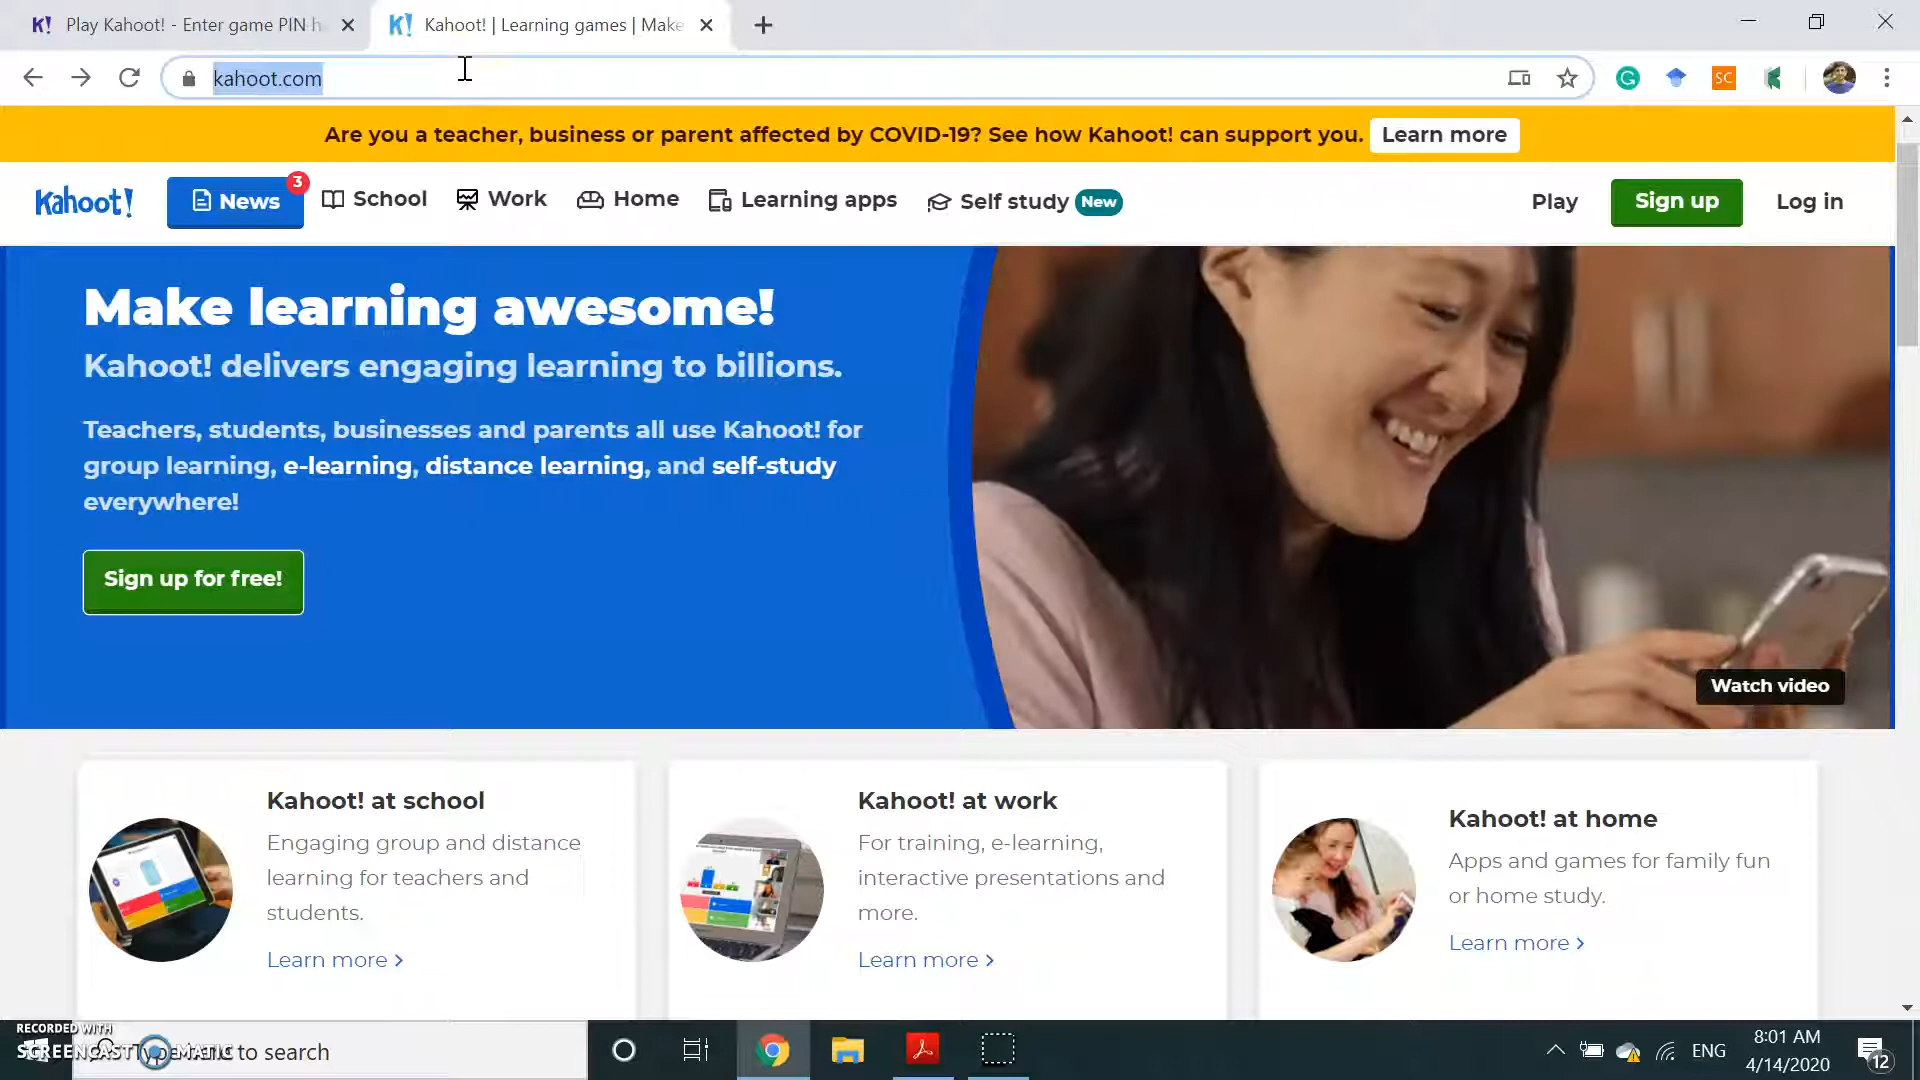 Play Kahoot! - Enter game PIN h
Kahoot! | Learning games | Make
kahoot.com
SC
Are you a teacher, business or parent affected by COVID-19? See how Kahoot! can support you. Learn more
Kahoot! News 3 School Work Home Learning apps Self study New Play Sign up Log in
Make learning awesome!
Kahoot! delivers engaging learning to billions.
Teachers, students, businesses and parents all use Kahoot! for
group learning, e-learning, distance learning, and self-study
everywhere!
Sign up for free!
Watch video
Kahoot! at school
Engaging group and distance
learning for teachers and
students.
Learn more >
Kahoot! at work
For training, e-learning,
interactive presentations and
more.
Learn more >
Kahoot! at home
Apps and games for family fun
or home study.
Learn more >
RECORDED WITH
SCREENCAST MATIC
to search
ENG
8:01 AM
4/14/2020
12